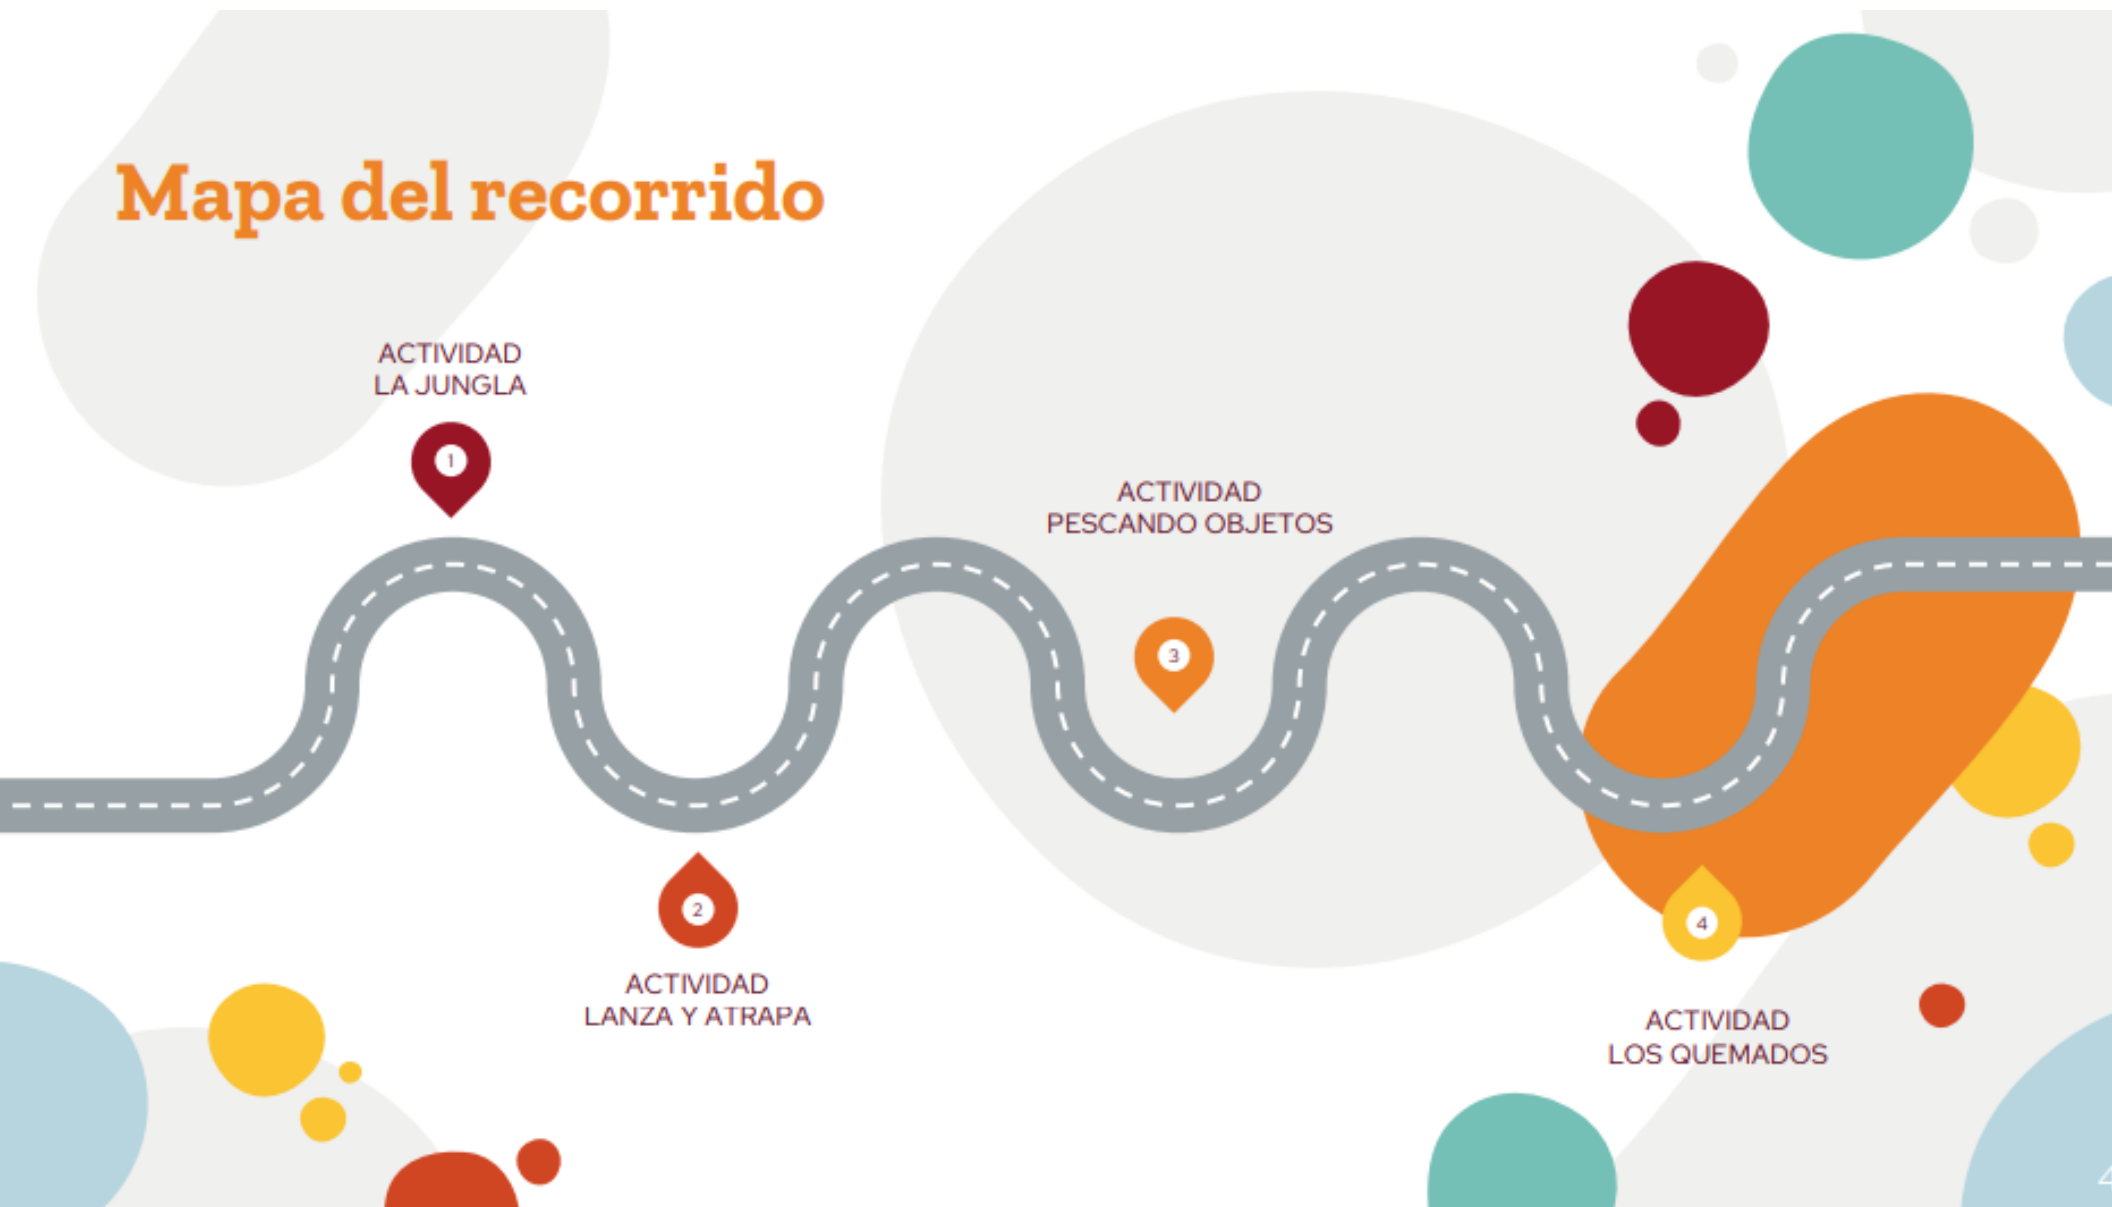 Mapa del recorrido
ACTIVIDAD
LA JUNGLA
1
2
ACTIVIDAD
LANZA Y ATRAPA
ACTIVIDAD
PESCANDO OBJETOS
3
4
ACTIVIDAD
LOS QUEMADOS